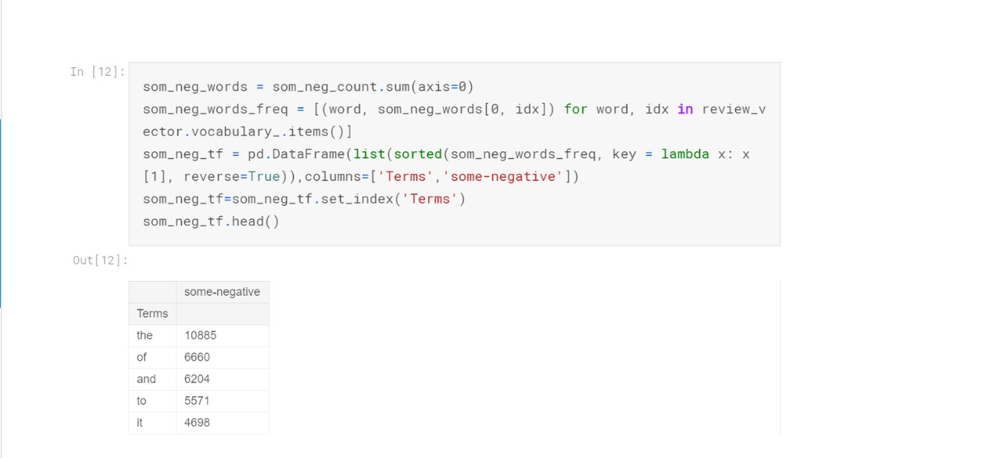 In [12]:
som_neg_words = som_neg_count.sum(axis=0)
som_neg_words_freq = [(word, som_neg_words[0, idx]) for word, idx in review_v
ector.vocabulary_.items()]
som_neg_tf = pd.DataFrame(list(sorted(som_neg_words_freq, key = lambda x: x
[1], reverse=True)),columns=['Terms','some-negative'])
som_neg_tf=som_neg_tf.set_index('Terms')
som_neg_tf.head()
Out[12]:
some-negative
Terms
the 10885
of 6660
and 6204
to 5571
it 4698